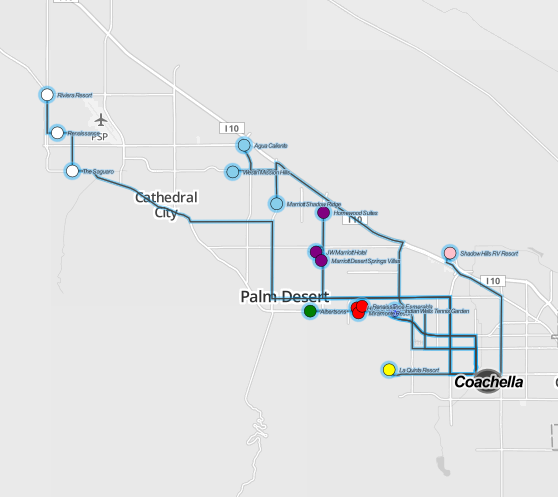 I 10
Riviera Resort
Renaissance
PSP
Agua Caliente
The Saguaro
Westin Mission Hills
Cathedral
City
Marriott Shadow Ridge
Homewood Suites
I 10
JW Marriott Hotel
Marriott Desert Springs Villas
Shadow Hills RV Resort
I 10
Palm Desert
Albertsons
Renaissance Esmeralda
Indian Wells Tennis Garden
Miramonte Resort
La Quinta Resort
Coachella